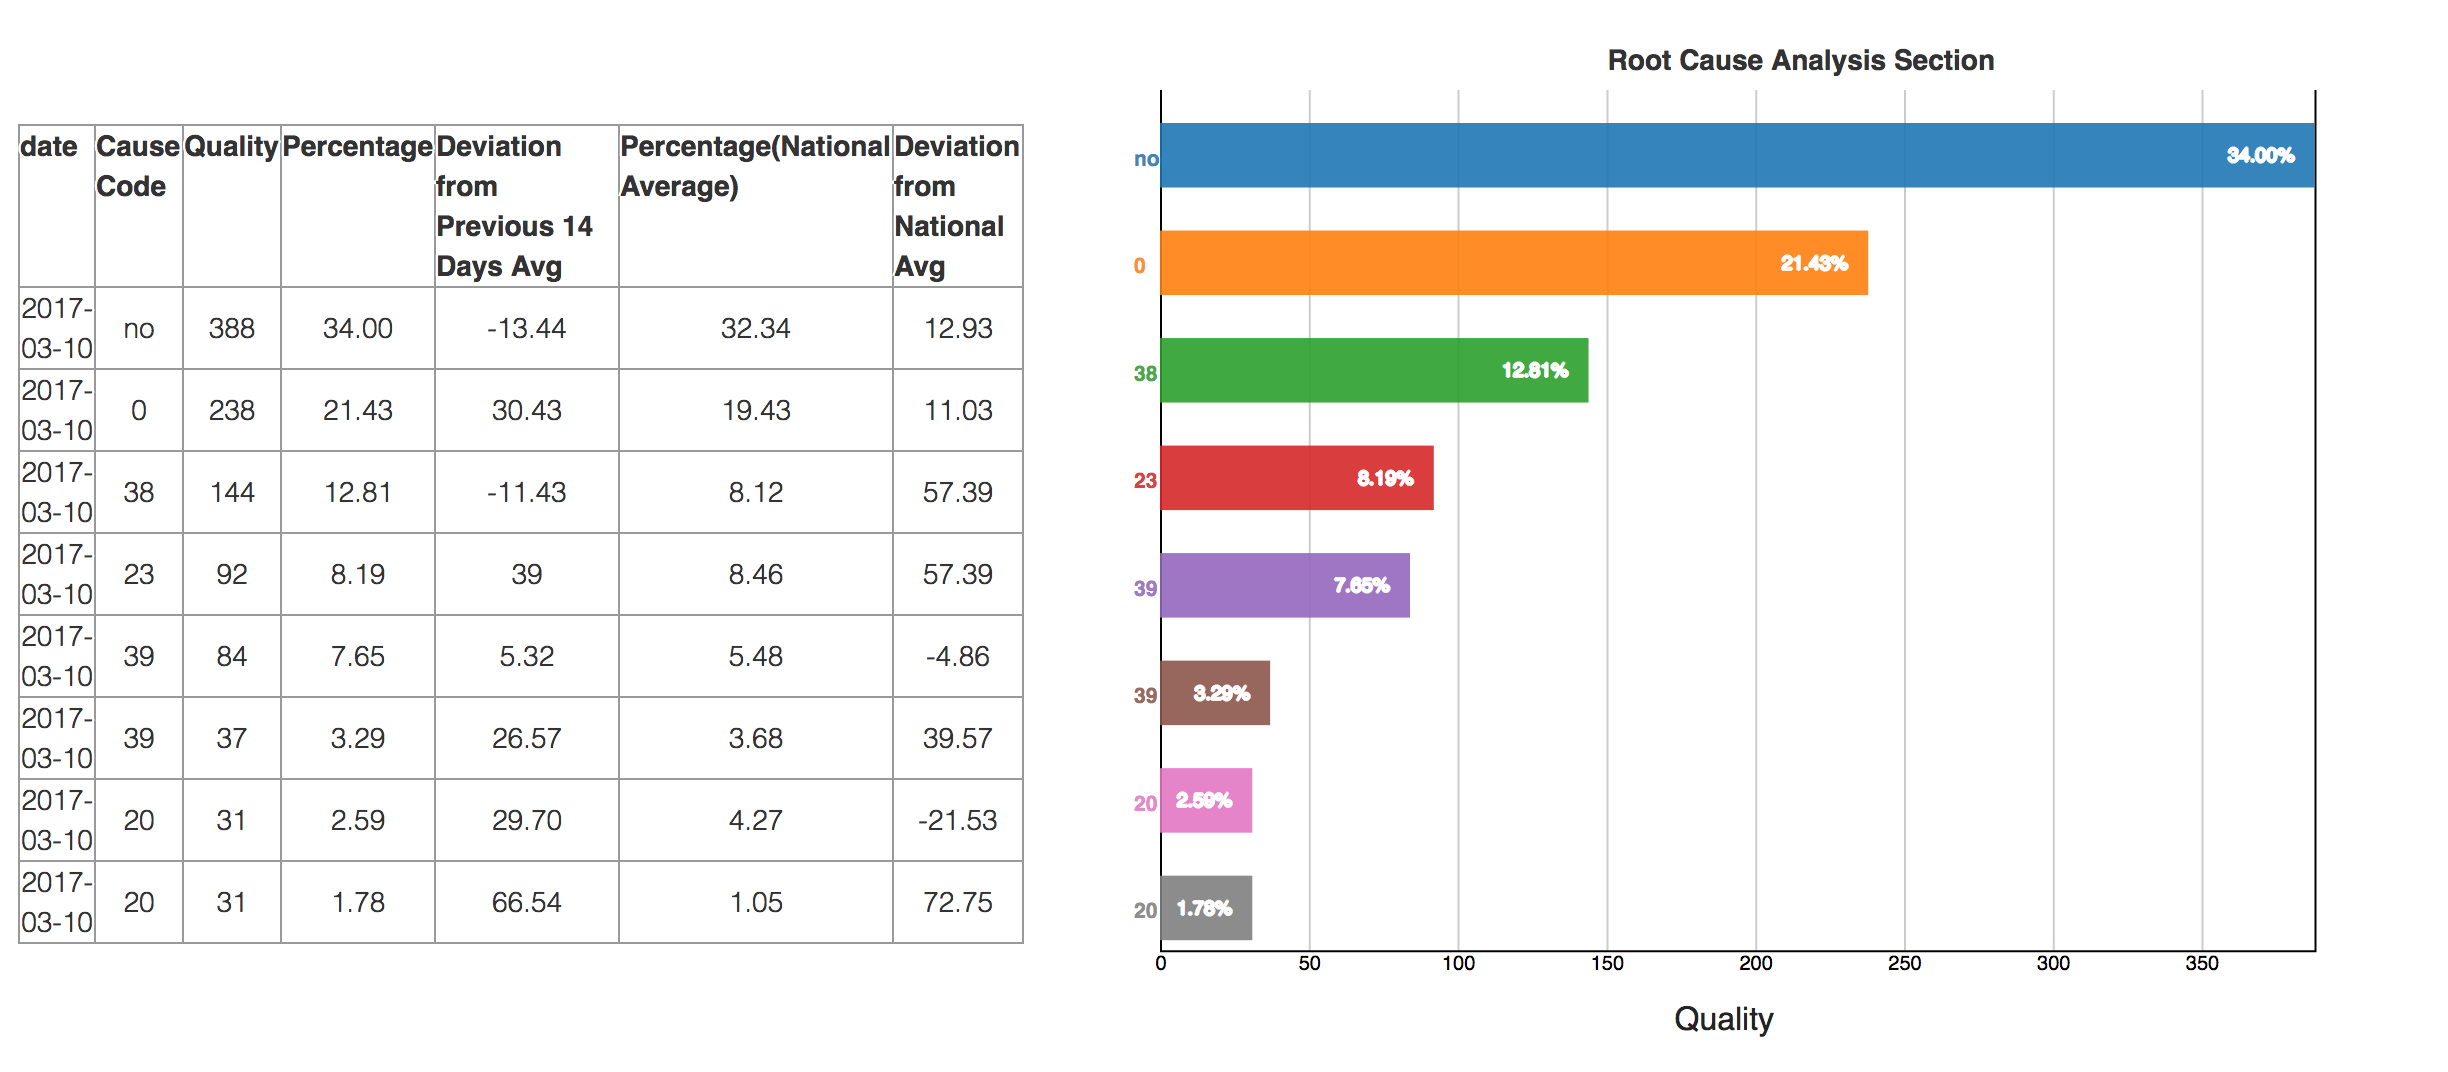 date Cause Code Quality Percentage Deviation from Previous 14 Days Avg Percentage(National Average) Deviation from National Avg
2017-03-10 no 388 34.00 -13.44 32.34 12.93
2017-03-10 0 238 21.43 30.43 19.43 11.03
2017-03-10 38 144 12.81 -11.43 8.12 57.39
2017-03-10 23 92 8.19 39 8.46 57.39
2017-03-10 39 84 7.65 5.32 5.48 -4.86
2017-03-10 39 37 3.29 26.57 3.68 39.57
2017-03-10 20 31 2.59 29.70 4.27 -21.53
2017-03-10 20 31 1.78 66.54 1.05 72.75
Root Cause Analysis Section
no 34.00%
0 21.43%
38 12.81%
23 8.19%
39 7.65%
39 3.29%
20 2.59%
20 1.78%
0 50 100 150 200 250 300 350
Quality